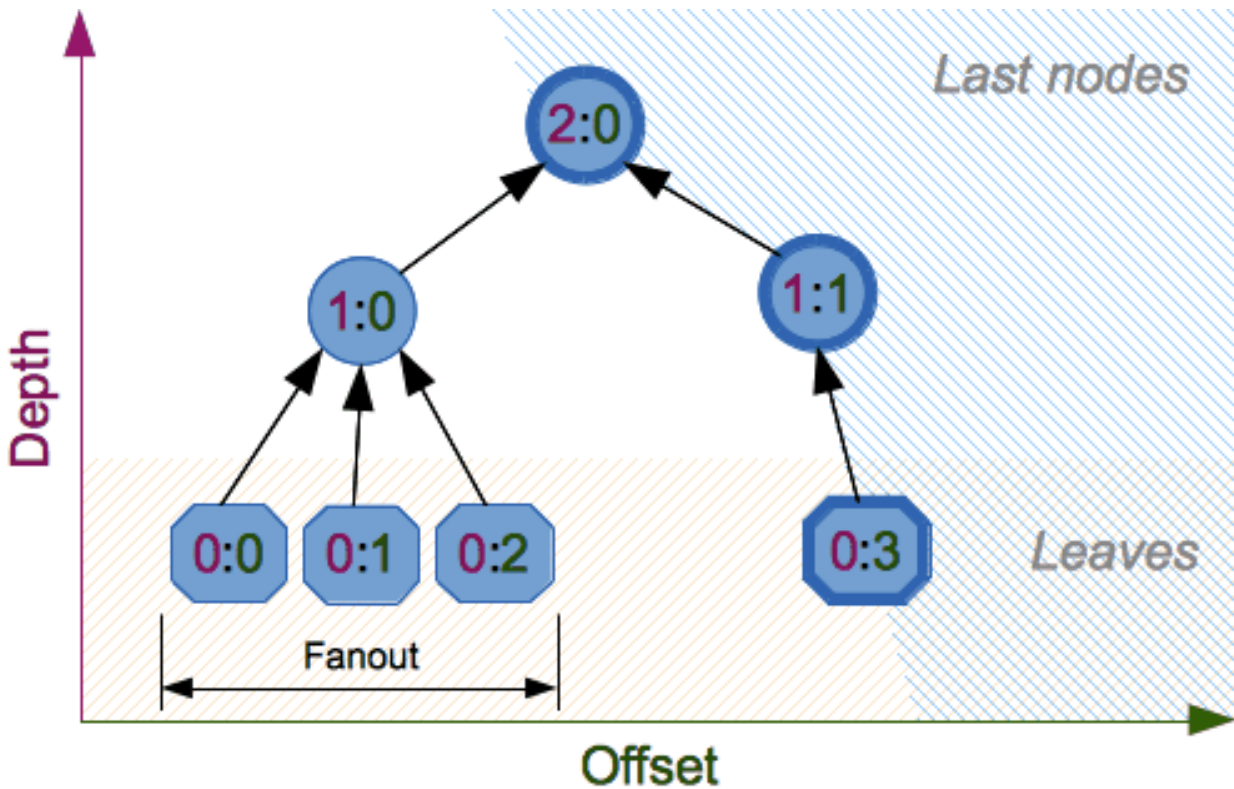 Last nodes
2:0
1:1
1:0
Depth
0:0 0:1 0:2 0:3
Leaves
Fanout
Offset